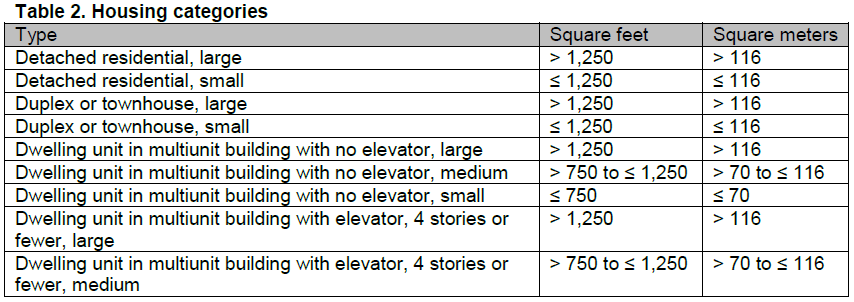 Table 2. Housing categories
Type Square feet Square meters
Detached residential, large > 1,250 > 116
Detached residential, small ≤ 1,250 ≤ 116
Duplex or townhouse, large > 1,250 > 116
Duplex or townhouse, small ≤ 1,250 ≤ 116
Dwelling unit in multiunit building with no elevator, large > 1,250 > 116
Dwelling unit in multiunit building with no elevator, medium > 750 to ≤ 1,250 > 70 to ≤ 116
Dwelling unit in multiunit building with no elevator, small ≤ 750 ≤ 70
Dwelling unit in multiunit building with elevator, 4 stories or > 1,250 > 116
fewer, large
Dwelling unit in multiunit building with elevator, 4 stories or > 750 to ≤ 1,250 > 70 to ≤ 116
fewer, medium